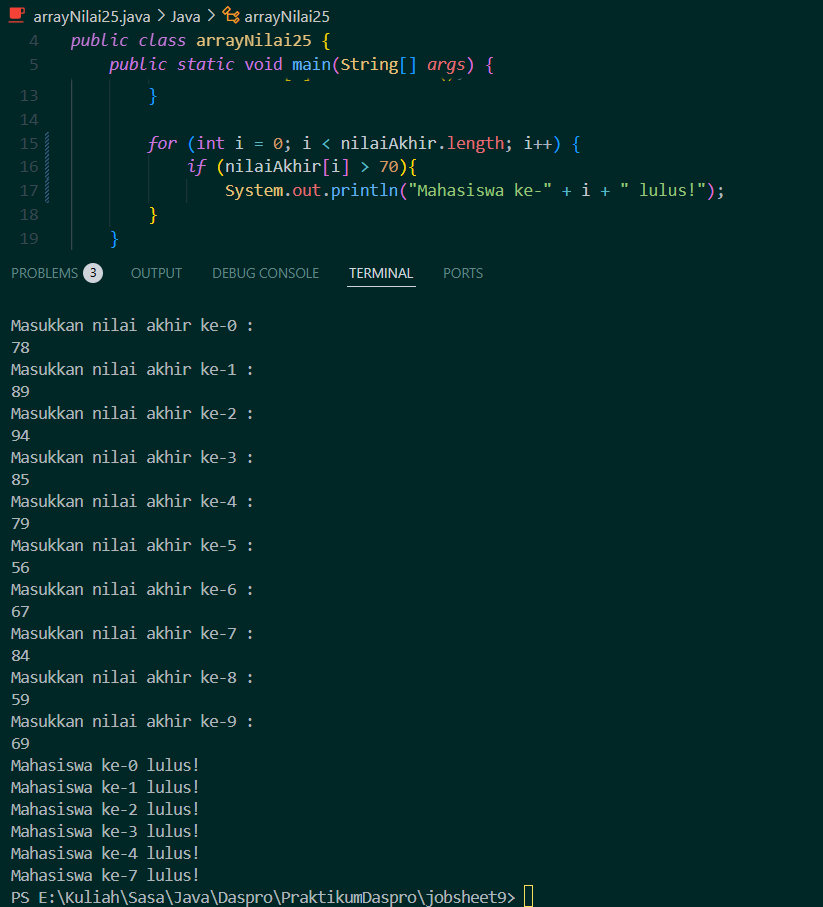 arrayNilai25.java > Java > arrayNilai25
4 public class arrayNilai25 {
5 public static void main(String[] args) {
13 }
14
15 for (int i = 0; i < nilaiAkhir.length; i++) {
16 if (nilaiAkhir[i] > 70){
17 System.out.println("Mahasiswa ke-" + i + " lulus!");
18 }
19 }
PROBLEMS 3 OUTPUT DEBUG CONSOLE TERMINAL PORTS
Masukkan nilai akhir ke-0 :
78
Masukkan nilai akhir ke-1 :
89
Masukkan nilai akhir ke-2 :
94
Masukkan nilai akhir ke-3 :
85
Masukkan nilai akhir ke-4 :
79
Masukkan nilai akhir ke-5 :
56
Masukkan nilai akhir ke-6 :
67
Masukkan nilai akhir ke-7 :
84
Masukkan nilai akhir ke-8 :
59
Masukkan nilai akhir ke-9 :
69
Mahasiswa ke-0 lulus!
Mahasiswa ke-1 lulus!
Mahasiswa ke-2 lulus!
Mahasiswa ke-3 lulus!
Mahasiswa ke-4 lulus!
Mahasiswa ke-7 lulus!
PS E:\Kuliah\Sasa\Java\Daspro\PraktikumDaspro\jobsheet9>